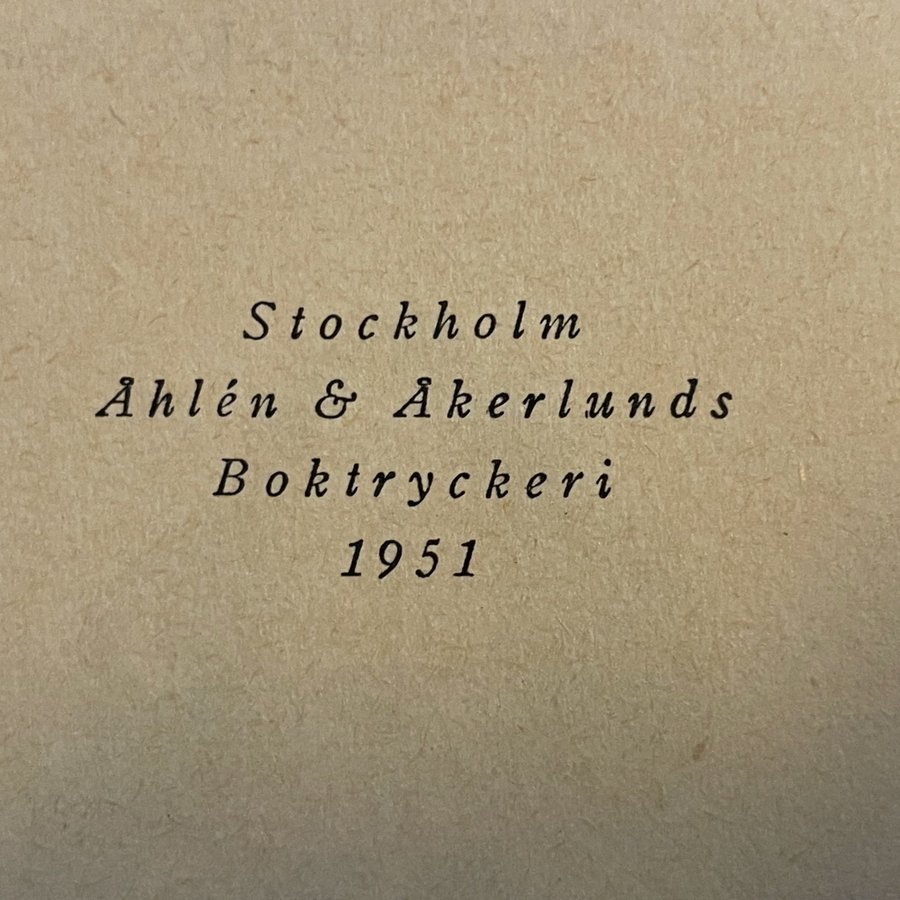 Stockholm
Åhlén & Åkerlunds
Boktryckeri
1951